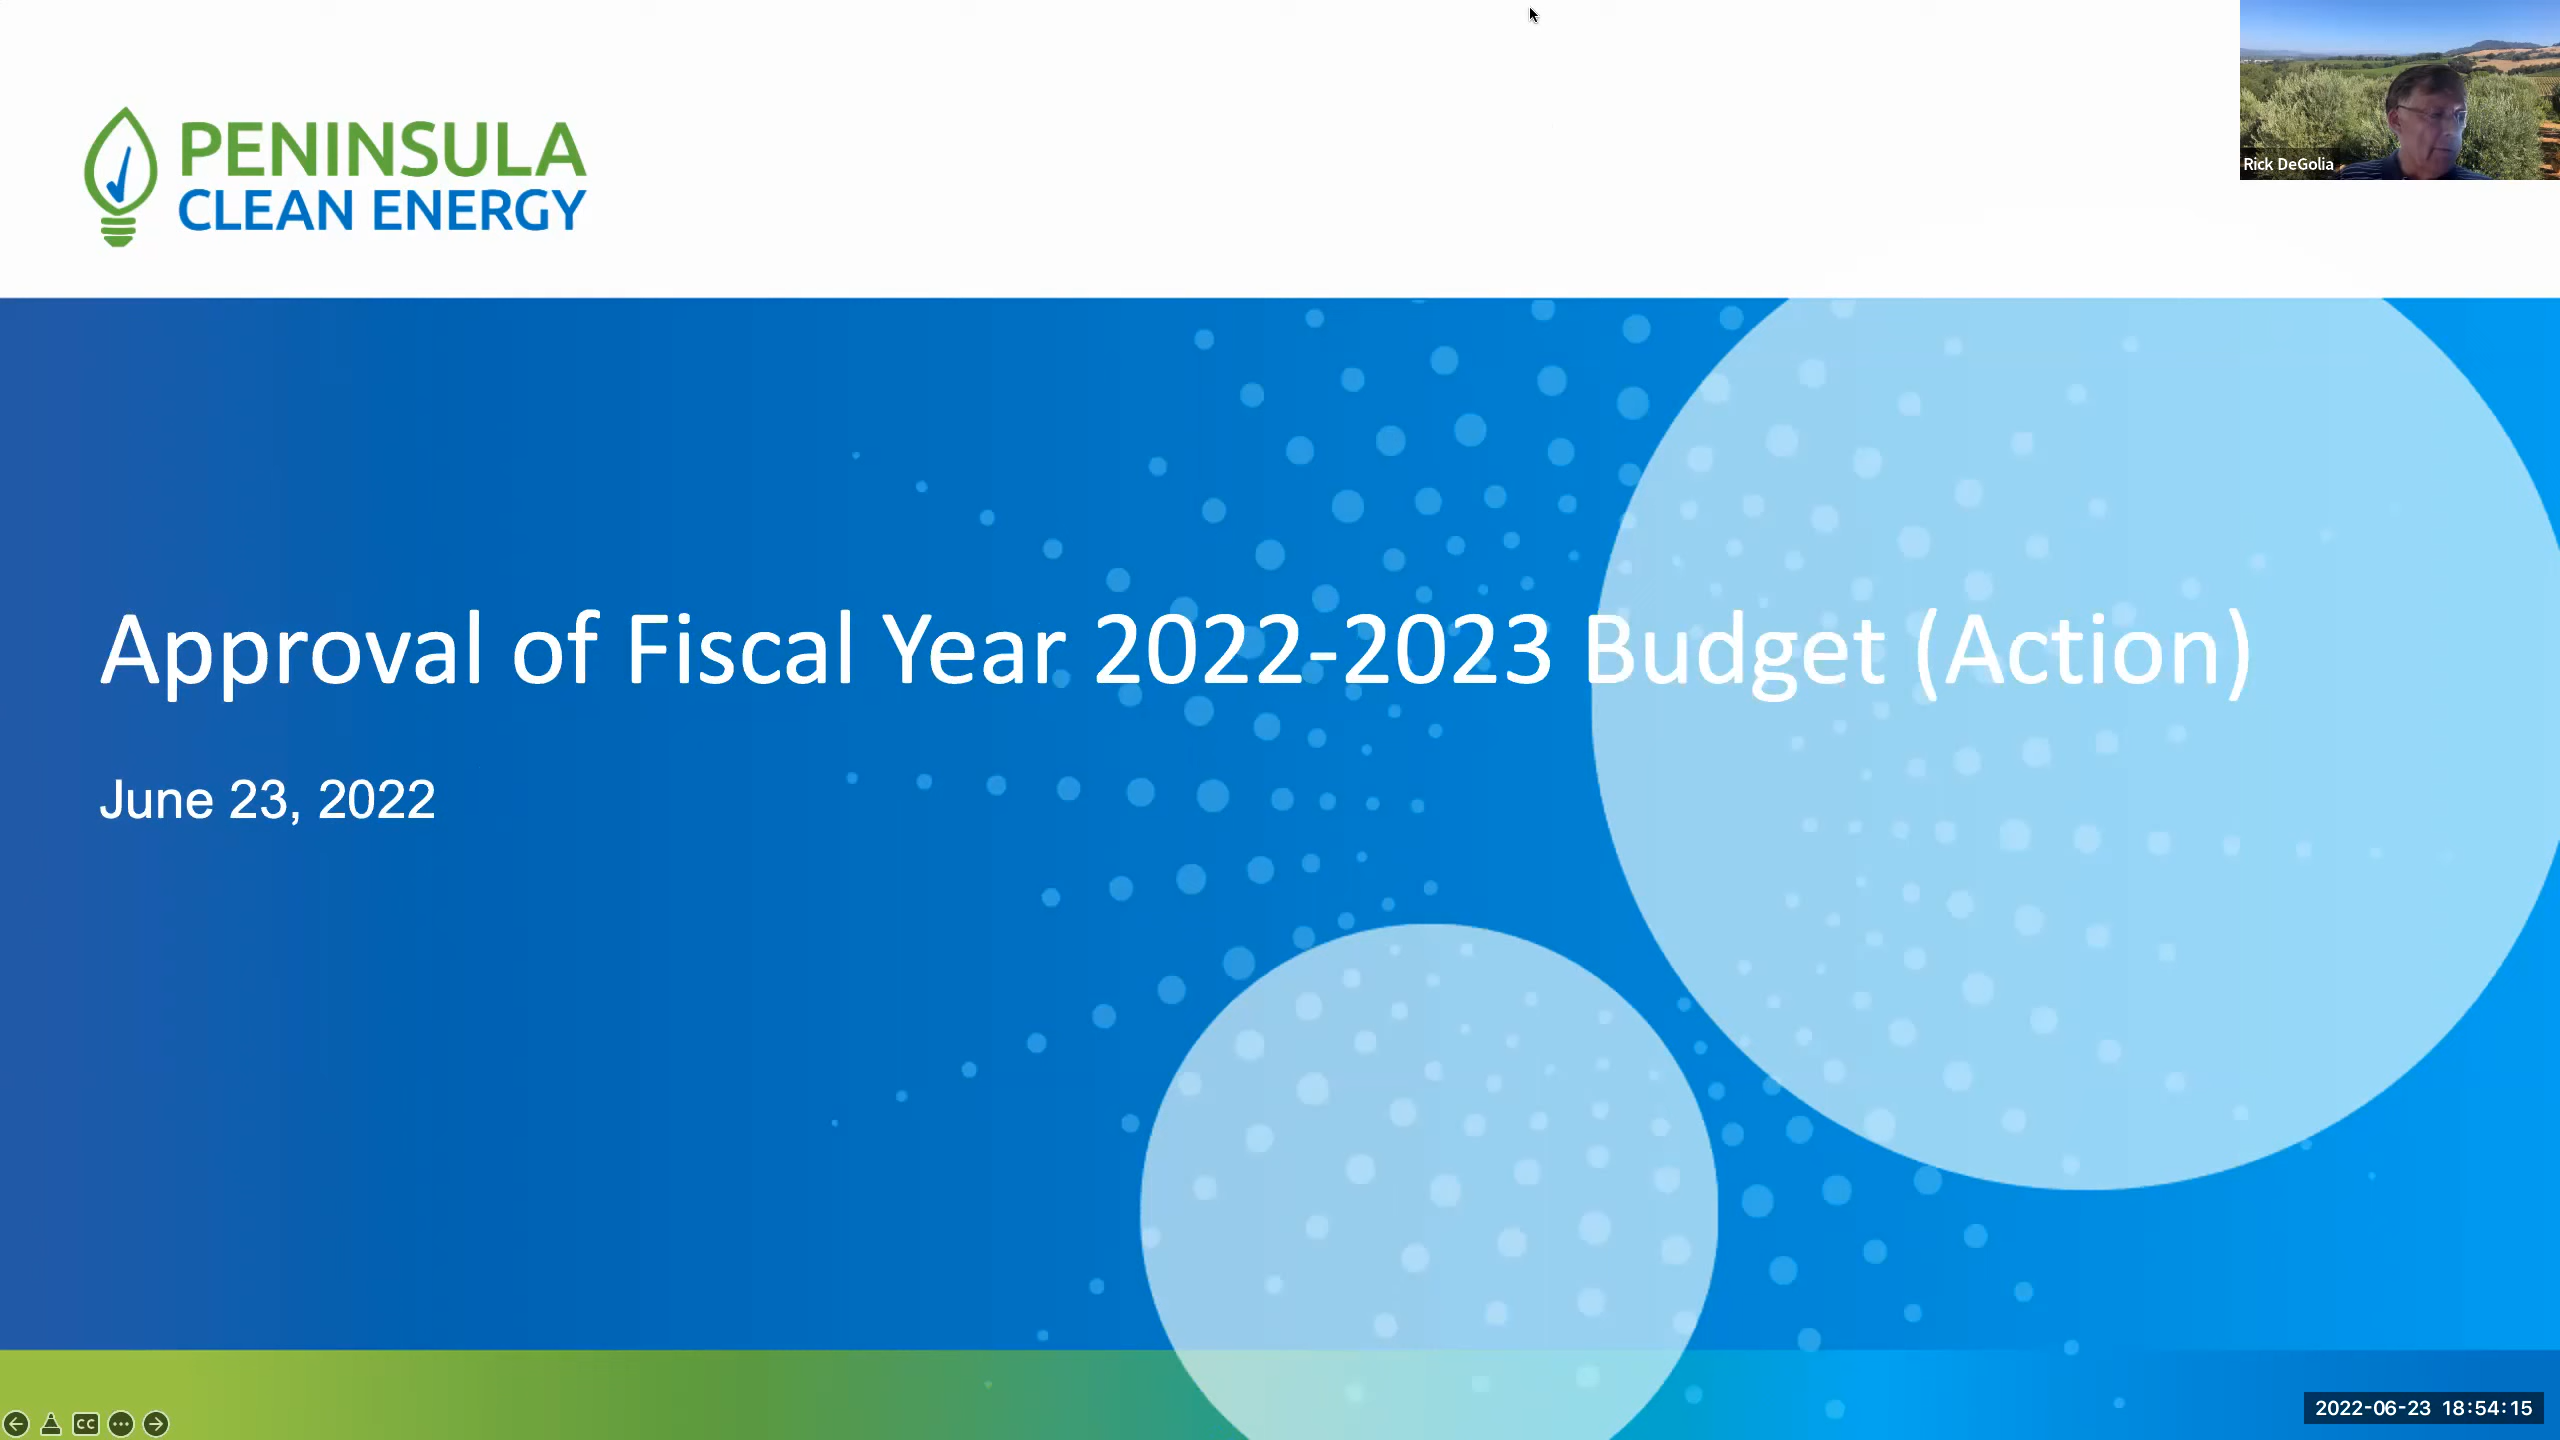 PENINSULA
CLEAN ENERGY
Rick DeGolia
Approval of Fiscal Year 2022-2023 Budget (Action)
June 23, 2022
CC
2022-06-23 18:54:15